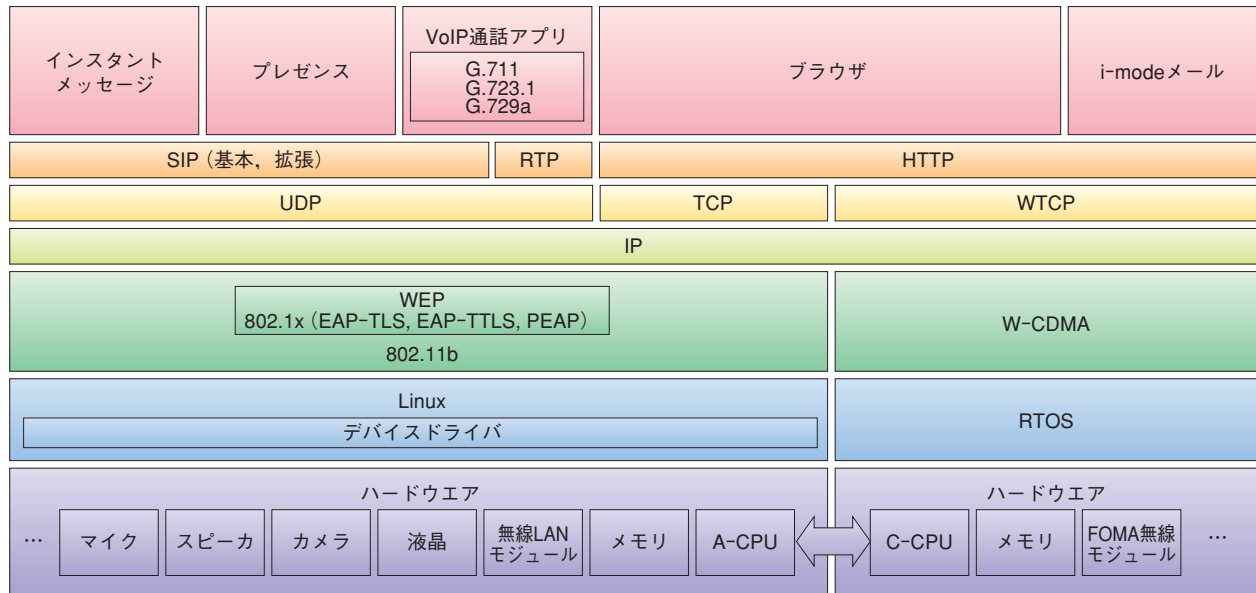 インスタント
メッセージ
プレゼンス
VoIP通話アプリ
G.711
G.723.1
G.729a
ブラウザ
i-modeメール
SIP（基本，拡張）
RTP
HTTP
UDP
TCP
WTCP
IP
WEP
802.1x（EAP-TLS, EAP-TTLS, PEAP）
802.11b
W-CDMA
Linux
デバイスドライバ
RTOS
ハードウエア
…
マイク
スピーカ
カメラ
液晶
無線LAN
モジュール
メモリ
A-CPU
ハードウエア
C-CPU
メモリ
FOMA無線
モジュール
…